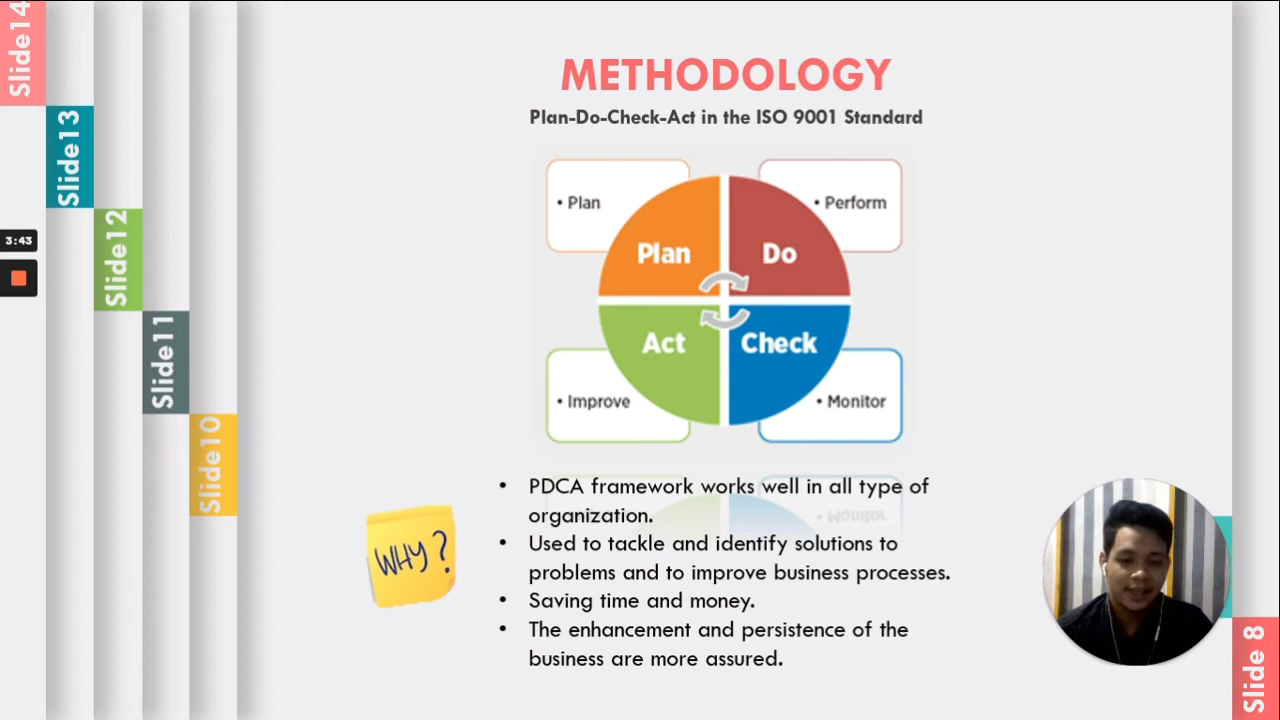 Slide14
Slide13
Slide12
Slide11
Slide10
3:43
METHODOLOGY
Plan-Do-Check-Act in the ISO 9001 Standard
• Plan
• Perform
Plan
Do
Act
Check
• Improve
• Monitor
WHY?
• PDCA framework works well in all type of
organization.
• Monitor
• Used to tackle and identify solutions to
problems and to improve business processes.
• Saving time and money.
• The enhancement and persistence of the
business are more assured.
Slide 8